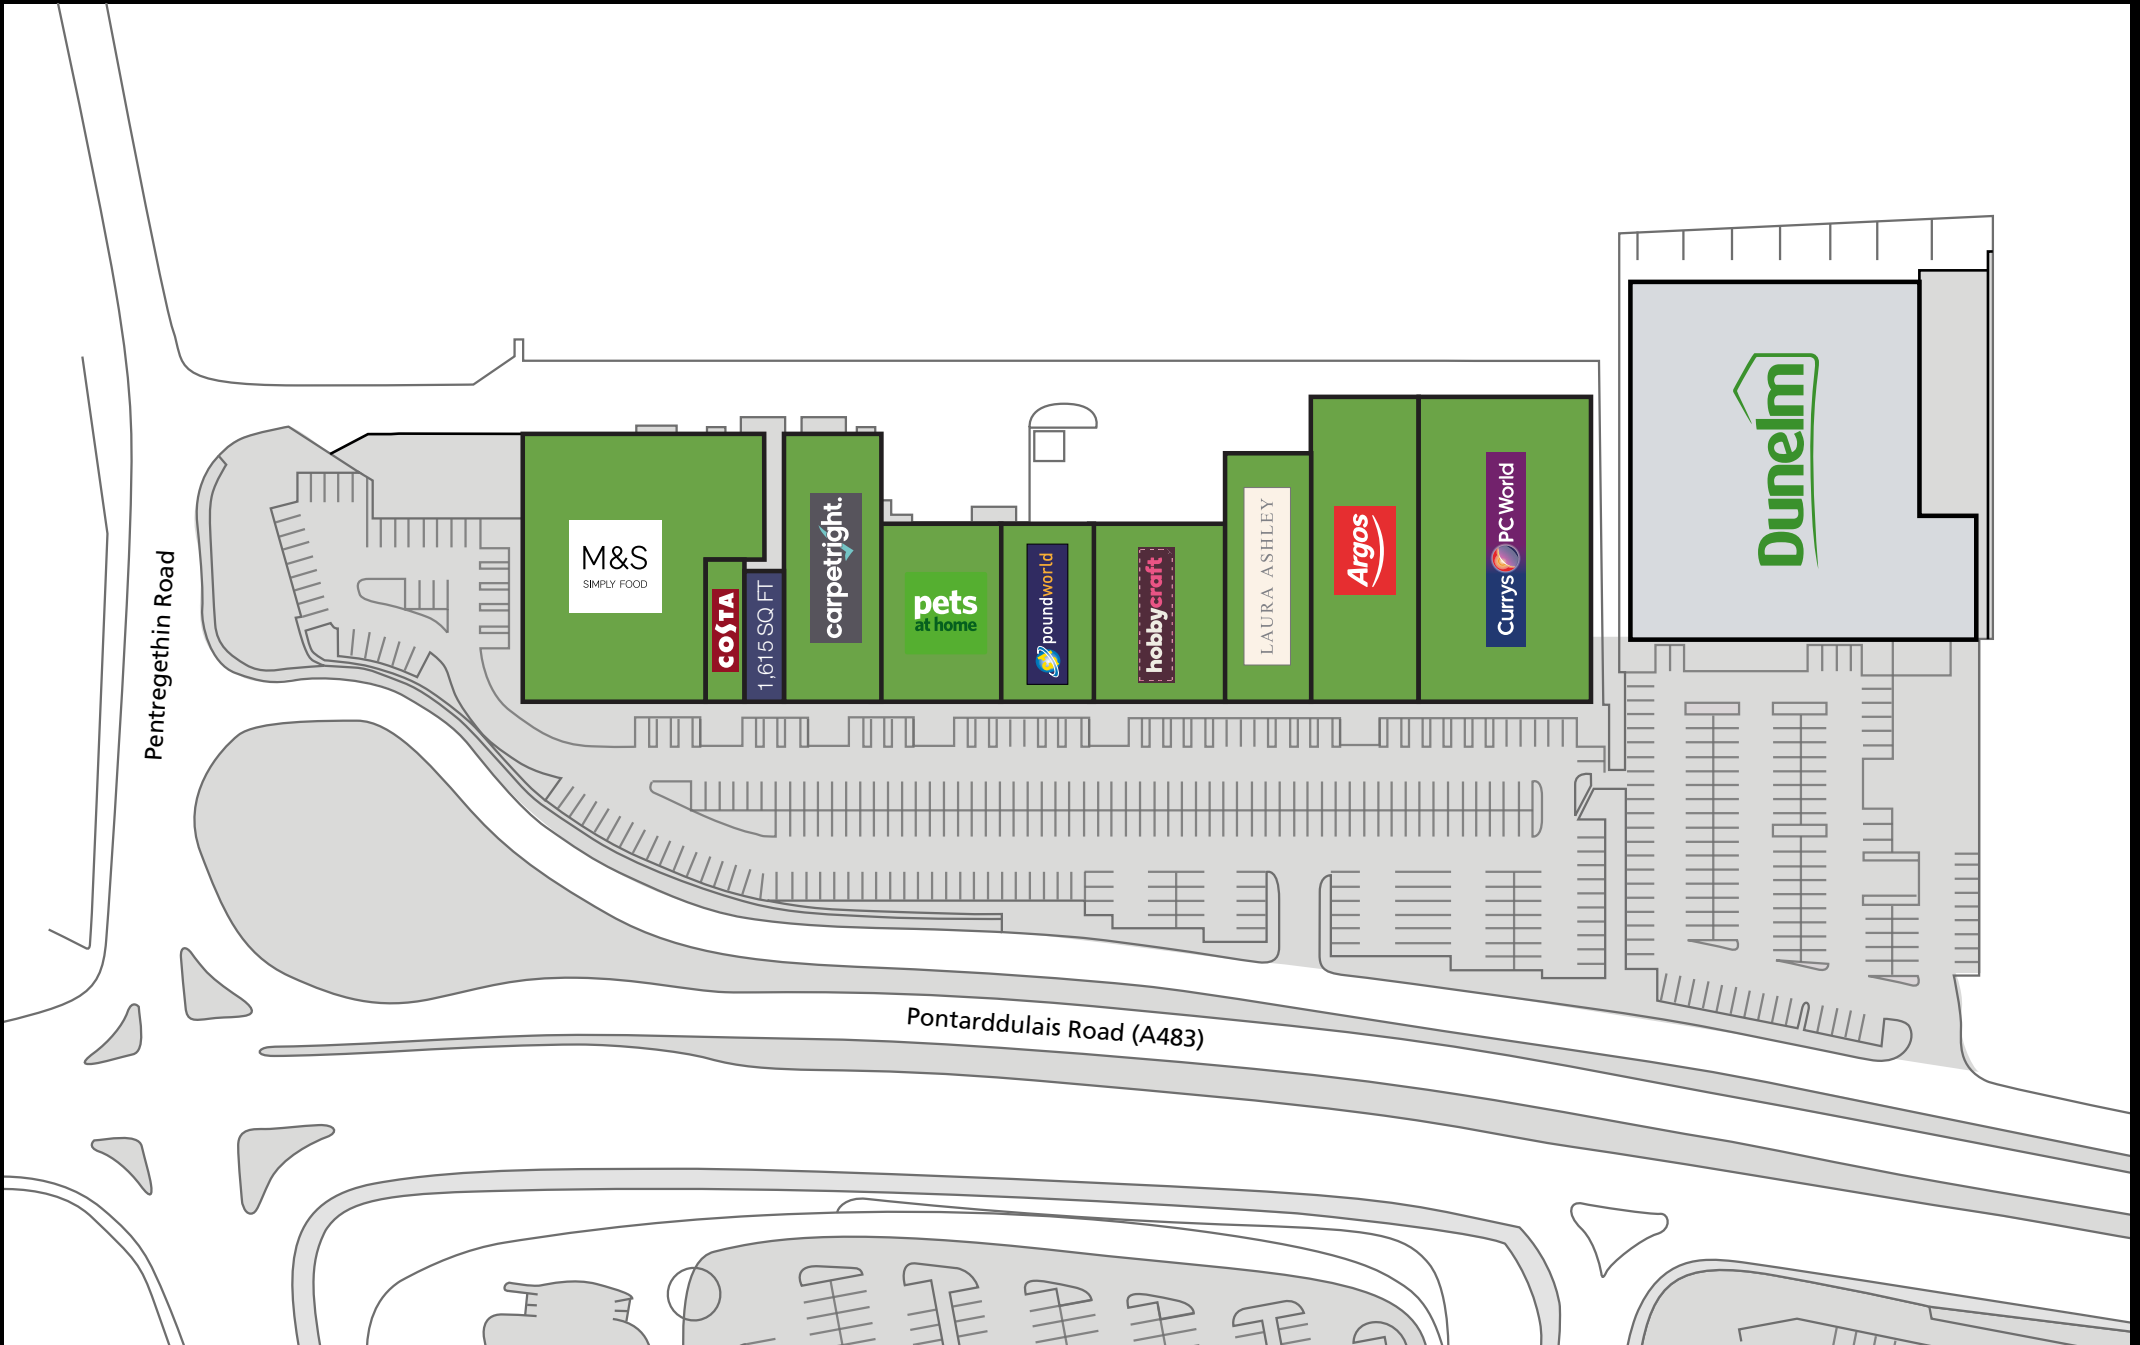 M&S
SIMPLY FOOD
COSTA
1,615 SQ FT
carpetright.
pets
at home
poundworld
hobbycraft
LAURA ASHLEY
Argos
Currys PC World
Dunelm
Pentregethin Road
Pontarddulais Road (A483)